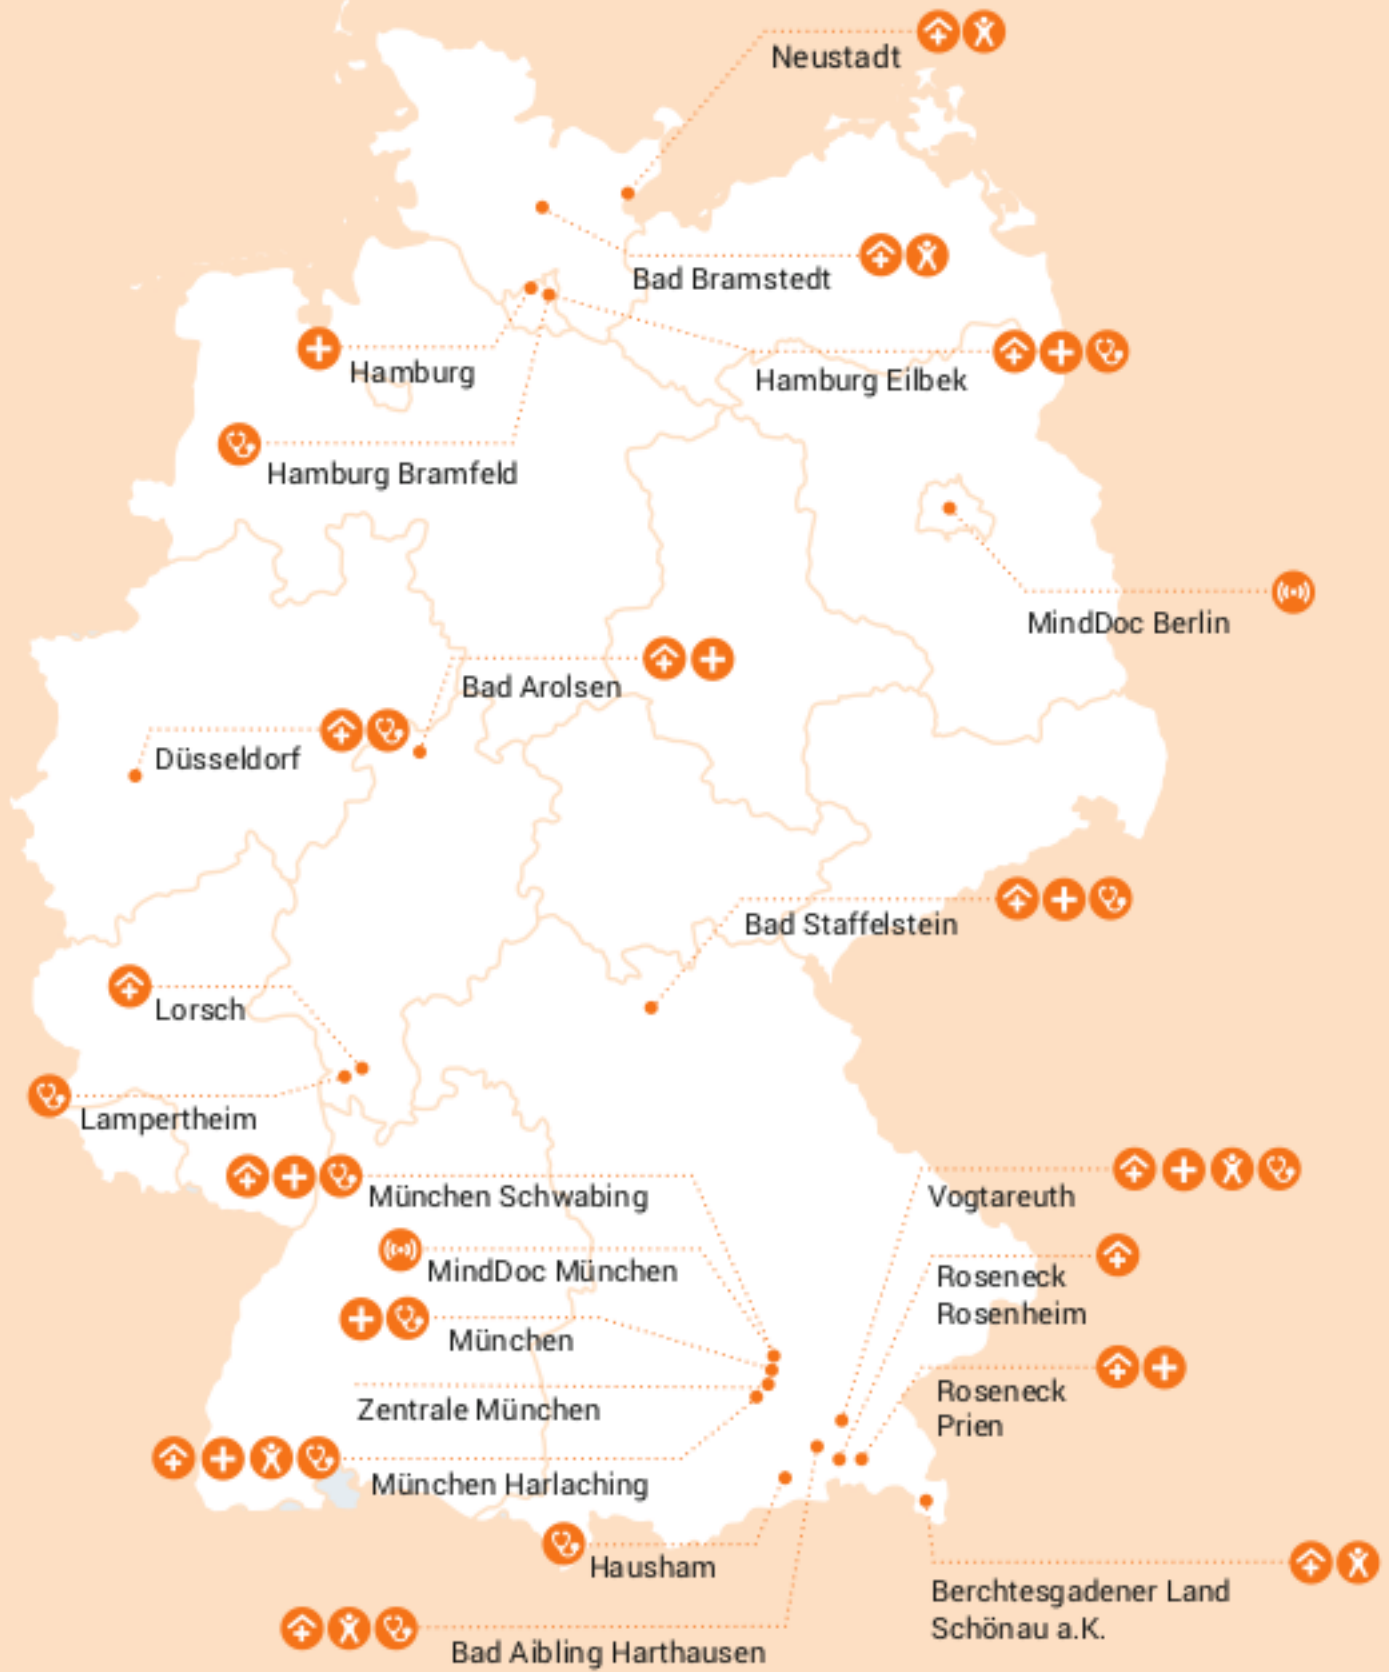 Neustadt
Bad Bramstedt
Hamburg
Hamburg Eilbek
Hamburg Bramfeld
MindDoc Berlin
Bad Arolsen
Düsseldorf
Bad Staffelstein
Lorsch
Lampertheim
München Schwabing
Vogtareuth
MindDoc München
Roseneck
Rosenheim
München
Roseneck
Prien
Zentrale München
München Harlaching
Hausham
Berchtesgadener Land
Schönau a.K.
Bad Aibling Harthausen